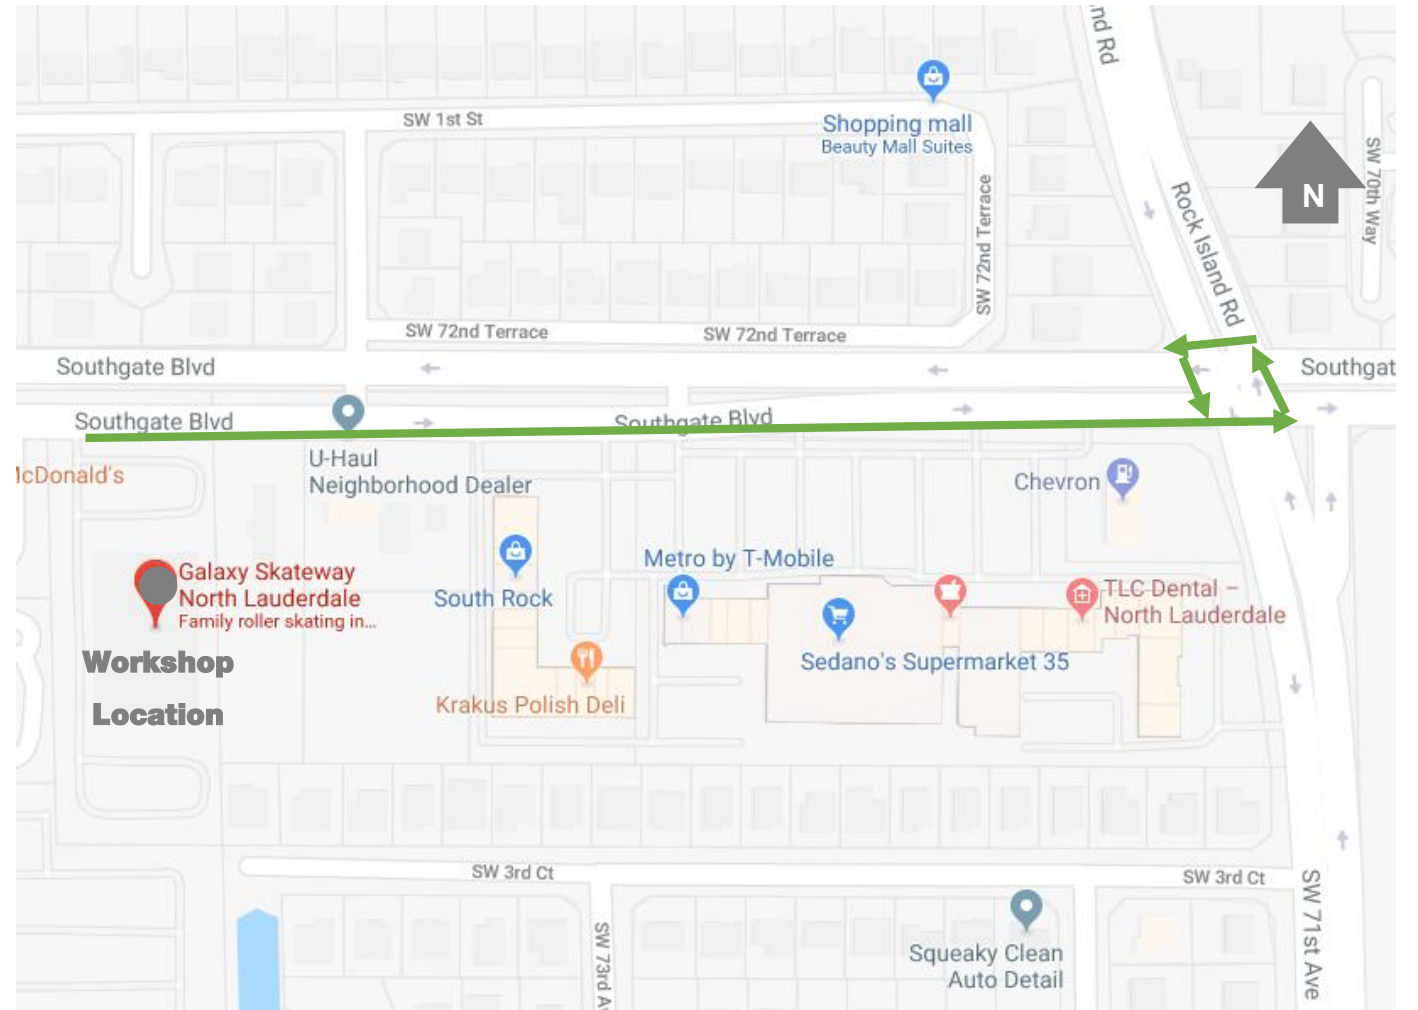 nd Rd
SW 1st St
Shopping mall
Beauty Mall Suites
SW 70th Way
N
SW 72nd Terrace
Rock Island Rd
SW 72nd Terrace
SW 72nd Terrace
Southgate Blvd
Southgat
Southgate Blvd
Southgate Blvd
U-Haul
Neighborhood Dealer
IcDonald's
Chevron
Galaxy Skateway
North Lauderdale
Family roller skating in...
Metro by T-Mobile
South Rock
TLC Dental –
North Lauderdale
Workshop
Location
Sedano's Supermarket 35
Krakus Polish Deli
SW 3rd Ct
SW 3rd Ct
SW 71st Ave
SW 73rd A
Squeaky Clean
Auto Detail